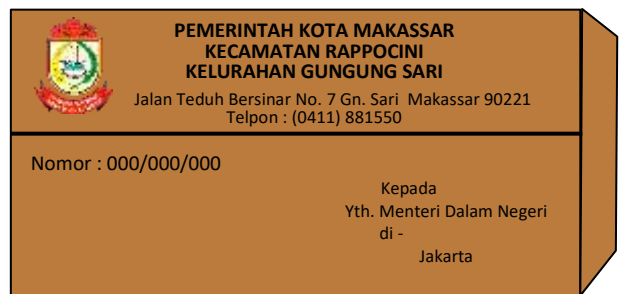 PEMERINTAH KOTA MAKASSAR
KECAMATAN RAPPOCINI
KELURAHAN GUNGUNG SARI
Jalan Teduh Bersinar No. 7 Gn. Sari Makassar 90221
Telpon : (0411) 881550
Nomor : 000/000/000
Kepada
Yth. Menteri Dalam Negeri
di -
Jakarta